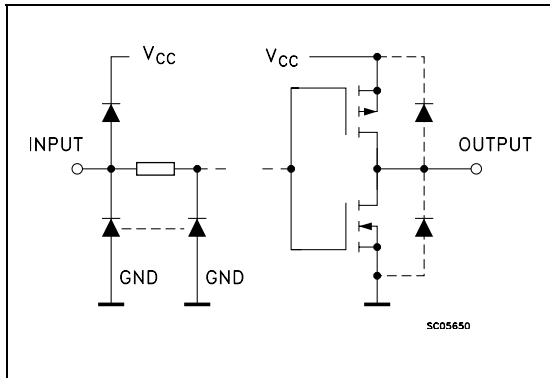 VCC
VCC
INPUT
OUTPUT
GND
GND
SC05650